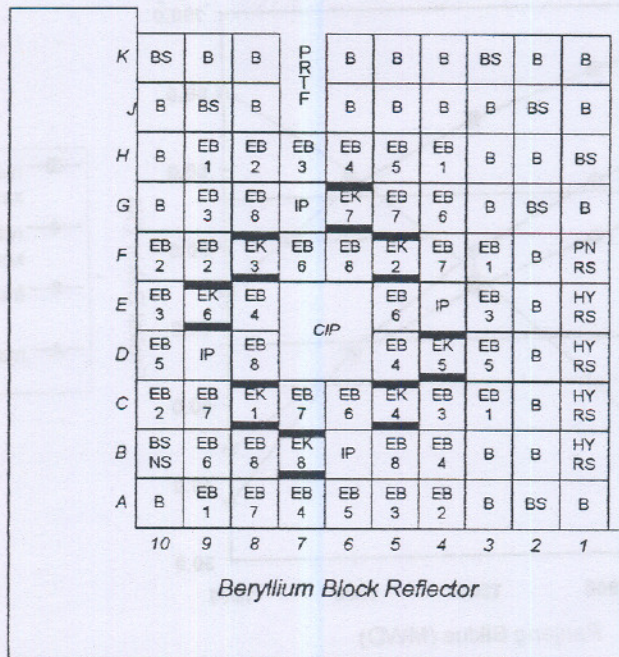 K BS B B PRTF B B B BS B B
J B BS B B B B B BS B
H B EB 1 EB 2 EB 3 EB 4 EB 5 EB 1 B B BS
G B EB 3 EB 8 IP EK 7 EB 7 EB 6 B BS B
F EB 2 EB 2 EK 3 EB 6 EB 8 EK 2 EB 7 EB 1 B PN RS
E EB 3 EK 6 EB 4 CIP EB 6 IP EB 3 B HY RS
D EB 5 IP EB 8 EB 4 EK 5 EB 5 B HY RS
C EB 2 EB EK 1 EB 7 EB 6 EK 4 EB 3 EB 1 B HY RS
B BS NS EB 6 EB 8 EK 8 IP EB 8 EB 4 B B HY RS
A B EB 1 EB 7 EB 4 EB 5 EB 3 EB 2 B BS B
10 9 8 7 6 5 4 3 2 1
Beryllium Block Reflector